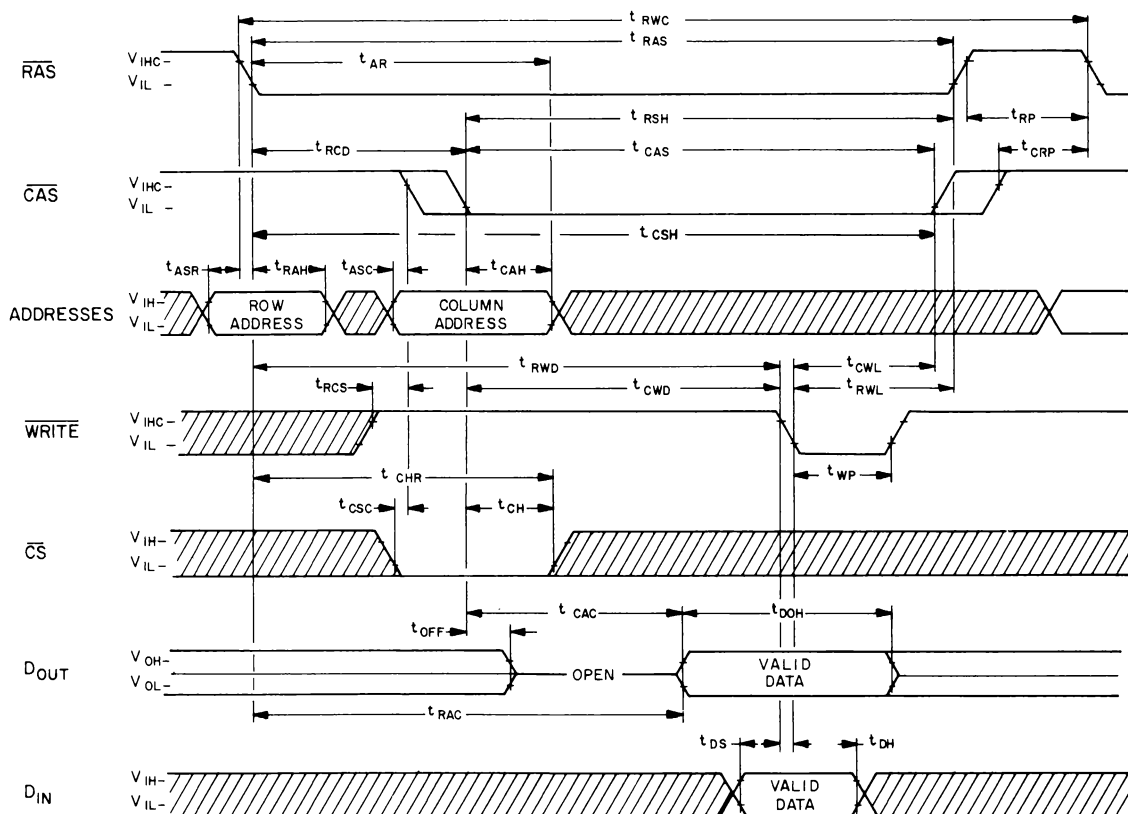 t RWC
t RAS
t AR
RAS
V IHC
V IL
t RSH
t RP
t RCD
t CAS
t CRP
CAS
V IHC
V IL
t CSH
t ASR
t RAH
t ASC
t CAH
ADDRESSES
V IH
V IL
ROW ADDRESS
COLUMN ADDRESS
t RWD
t CWL
t RCS
t CWD
t RWL
WRITE
V IHC
V IL
t CHR
t WP
t CSC
t CH
CS
V IH
V IL
t CAC
t DOH
t OFF
D OUT
V OH
V OL
OPEN
VALID DATA
t RAC
t DS
t DH
D IN
V IH
V IL
VALID DATA